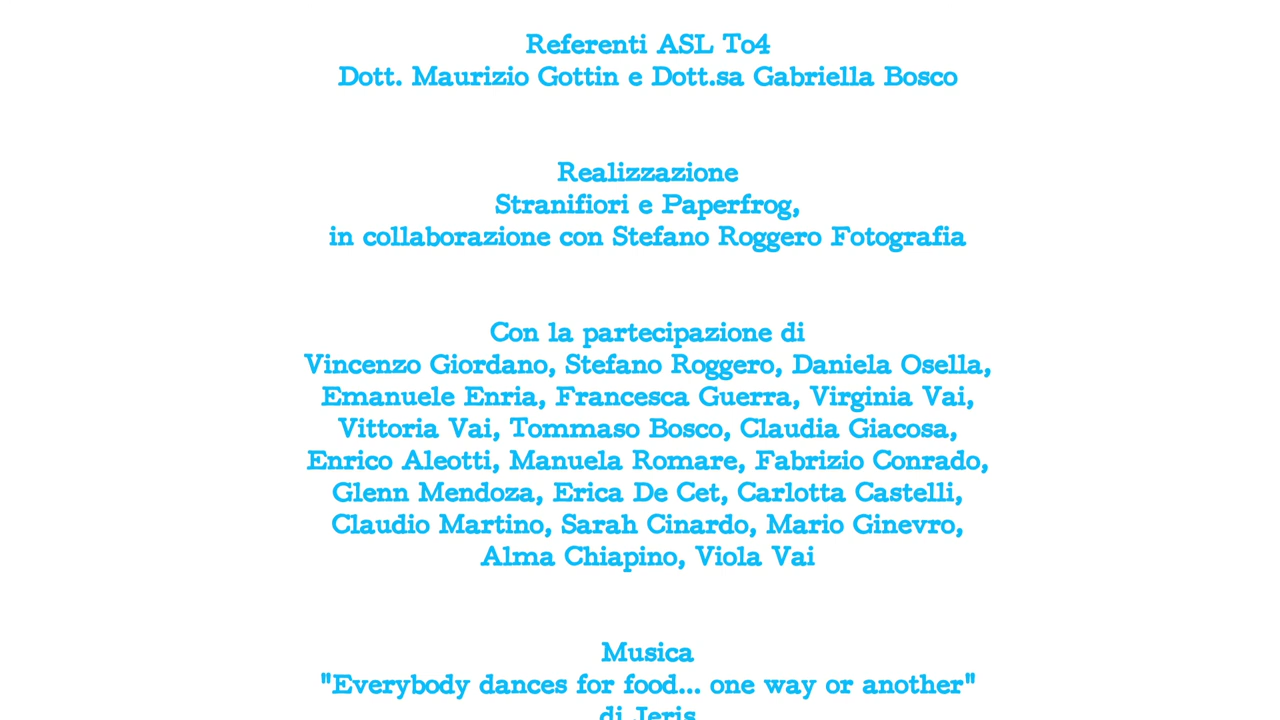 Referenti ASL To4
Dott. Maurizio Gottin e Dott.sa Gabriella Bosco
Realizzazione
Stranifiori e Paperfrog,
in collaborazione con Stefano Roggero Fotografia
Con la partecipazione di
Vincenzo Giordano, Stefano Roggero, Daniela Osella,
Emanuele Enria, Francesca Guerra, Virginia Vai,
Vittoria Vai, Tommaso Bosco, Claudia Giacosa,
Enrico Aleotti, Manuela Romare, Fabrizio Conrado,
Glenn Mendoza, Erica De Cet, Carlotta Castelli,
Claudio Martino, Sarah Cinardo, Mario Ginevro,
Alma Chiapino, Viola Vai
Musica
"Everybody dances for food... one way or another"
di Jeris